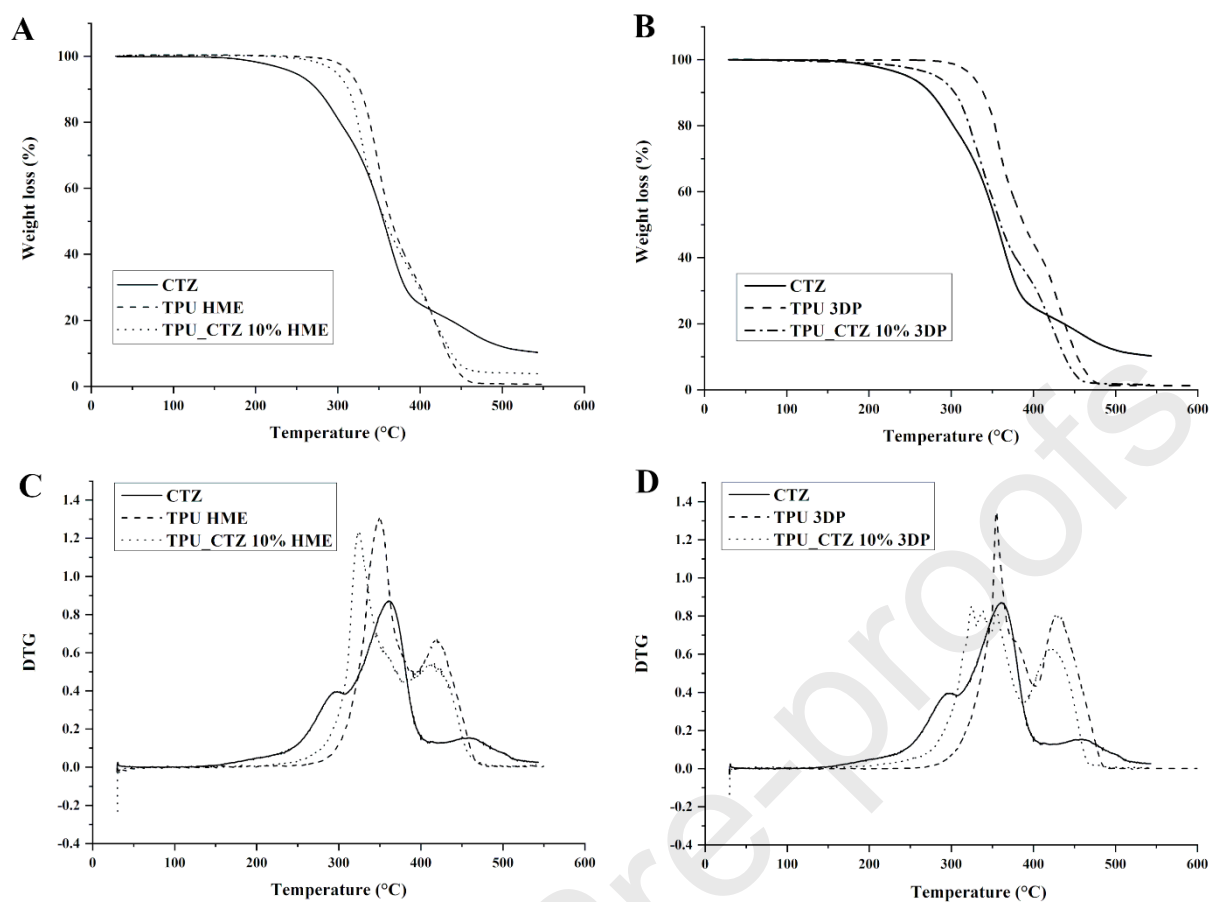 A
100
80
60
40
20
0
Weight loss (%)
CTZ
TPU HME
TPU_CTZ 10% HME
0 100 200 300 400 500 600
Temperature (°C)
B
100
80
60
40
20
0
Weight loss (%)
CTZ
TPU 3DP
TPU_CTZ 10% 3DP
0 100 200 300 400 500 600
Temperature (°C)
C
1.4
1.2
1.0
0.8
0.6
0.4
0.2
0.0
-0.2
-0.4
DTG
CTZ
TPU HME
TPU_CTZ 10% HME
0 100 200 300 400 500 600
Temperature (°C)
D
1.4
1.2
1.0
0.8
0.6
0.4
0.2
0.0
-0.2
-0.4
DTG
CTZ
TPU 3DP
TPU_CTZ 10% 3DP
0 100 200 300 400 500 600
Temperature (°C)
re-proofs